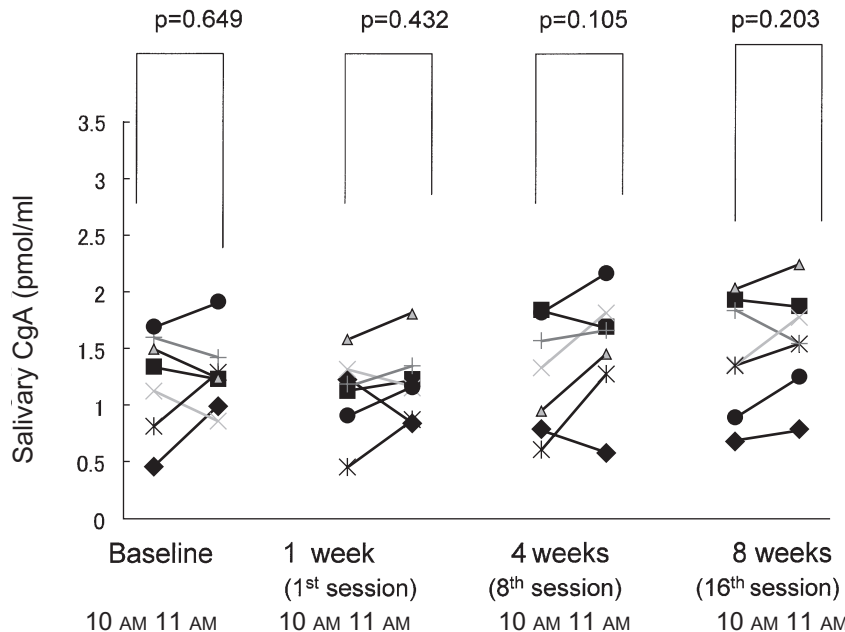 p=0.649 p=0.432 p=0.105 p=0.203
3.5
3
2.5
2
1.5
1
0.5
0
Salivary CgA (pmol/ml
Baseline 1 week 4 weeks 8 weeks
(1st session) (8th session) (16th session)
10 AM 11 AM 10 AM 11 AM 10 AM 11 AM 10 AM 11 AM